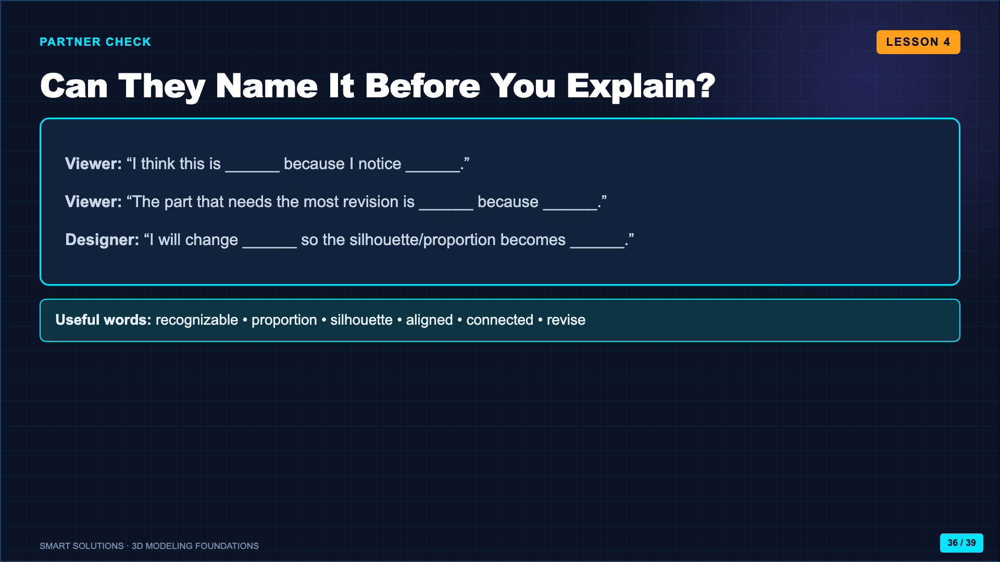 PARTNER CHECK
LESSON 4
Can They Name It Before You Explain?
Viewer: “I think this is ______ because I notice ______.”
Viewer: “The part that needs the most revision is ______ because ______.”
Designer: “I will change ______ so the silhouette/proportion becomes ______.”
Useful words: recognizable • proportion • silhouette • aligned • connected • revise
SMART SOLUTIONS · 3D MODELING FOUNDATIONS
36 / 39